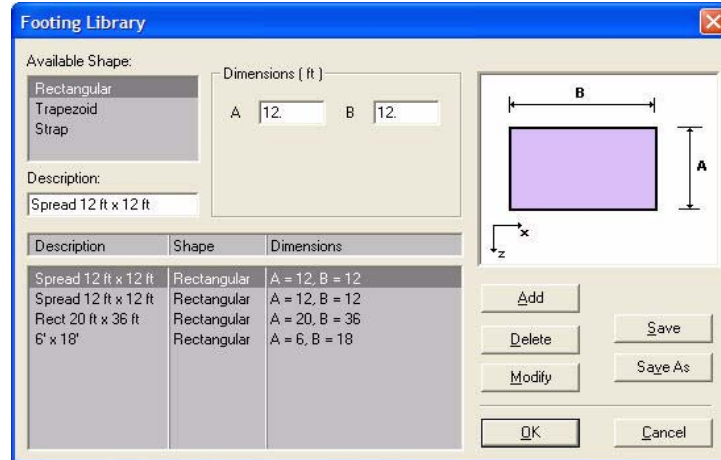 Footing Library
Available Shape:
Rectangular
Trapezoid
Strap
Dimensions ( ft )
A 12. B 12.
Description:
Spread 12 ft x 12 ft
B
A
x
z
Description Shape Dimensions
Spread 12 ft x 12 ft Rectangular A = 12, B = 12
Spread 12 ft x 12 ft Rectangular A = 12, B = 12
Rect 20 ft x 36 ft Rectangular A = 20, B = 36
6' x 18' Rectangular A = 6, B = 18
Add
Delete
Modify
Save
Save As
OK
Cancel